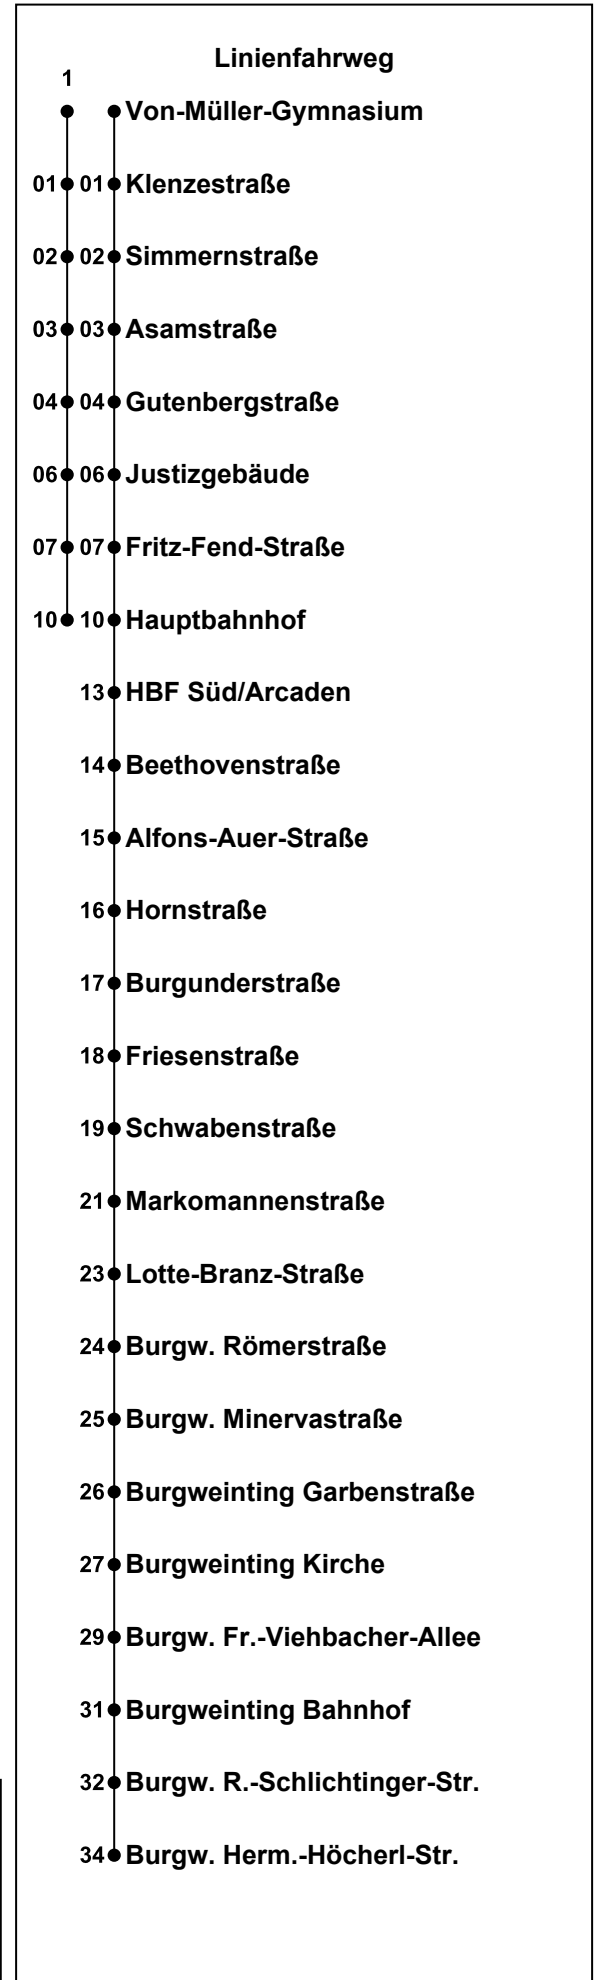 Linienfahrweg
1
Von-Müller-Gymnasium
01 01 Klenzestraße
02 02 Simmernstraße
03 03 Asamstraße
04 04 Gutenbergstraße
06 06 Justizgebäude
07 07 Fritz-Fend-Straße
10 10 Hauptbahnhof
13 HBF Süd/Arcaden
14 Beethovenstraße
15 Alfons-Auer-Straße
16 Hornstraße
17 Burgunderstraße
18 Friesenstraße
19 Schwabenstraße
21 Markomannenstraße
23 Lotte-Branz-Straße
24 Burgw. Römerstraße
25 Burgw. Minervastraße
26 Burgweinting Garbenstraße
27 Burgweinting Kirche
29 Burgw. Fr.-Viehbacher-Allee
31 Burgweinting Bahnhof
32 Burgw. R.-Schlichtinger-Str.
34 Burgw. Herm.-Höcherl-Str.